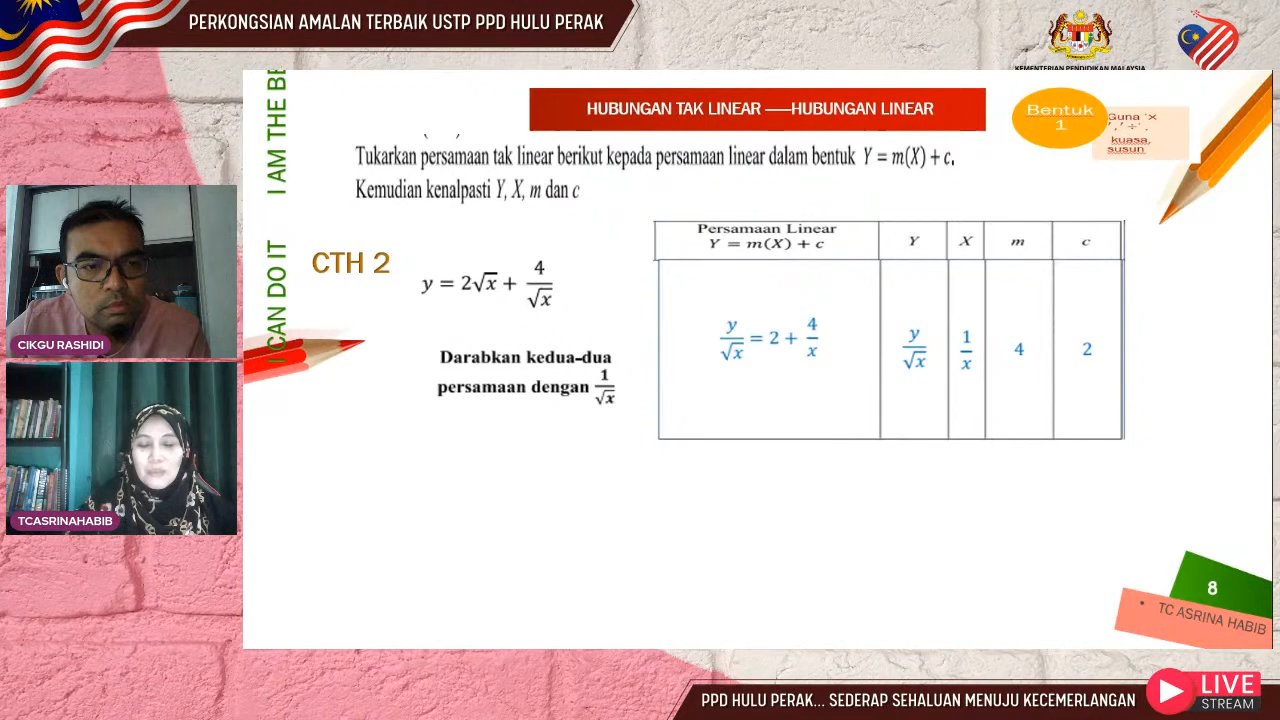 PERKONGSIAN AMALAN TERBAIK USTP PPD HULU PERAK
KEMENTERIAN PENDIDIKAN MALAYSIA
I CAN DO IT I AM THE BE
HUBUNGAN TAK LINEAR —–HUBUNGAN LINEAR
Bentuk
1
Guna 'x
','÷',
kuasa,
susun
Tukarkan persamaan tak linear berikut kepada persamaan linear dalam bentuk Y = m(X) + c.
Kemudian kenalpasti Y, X, m dan c
CTH 2
y = 2√x + 4/√x
Darabkan kedua-dua
persamaan dengan 1/√x
Persamaan Linear
Y = m(X) + c
Y X m c
y/√x = 2 + 4/x
y/√x 1/x 4 2
CIKGU RASHIDI
TCASRINAHABIB
8
• TC ASRINA HABIB
PPD HULU PERAK... SEDERAP SEHALUAN MENUJU KECEMERLANGAN
LIVE
STREAM